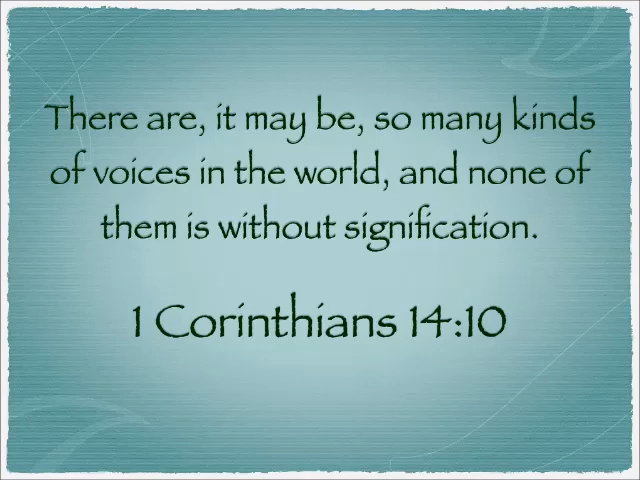 There are, it may be, so many kinds
of voices in the world, and none of
them is without signification.
1 Corinthians 14:10